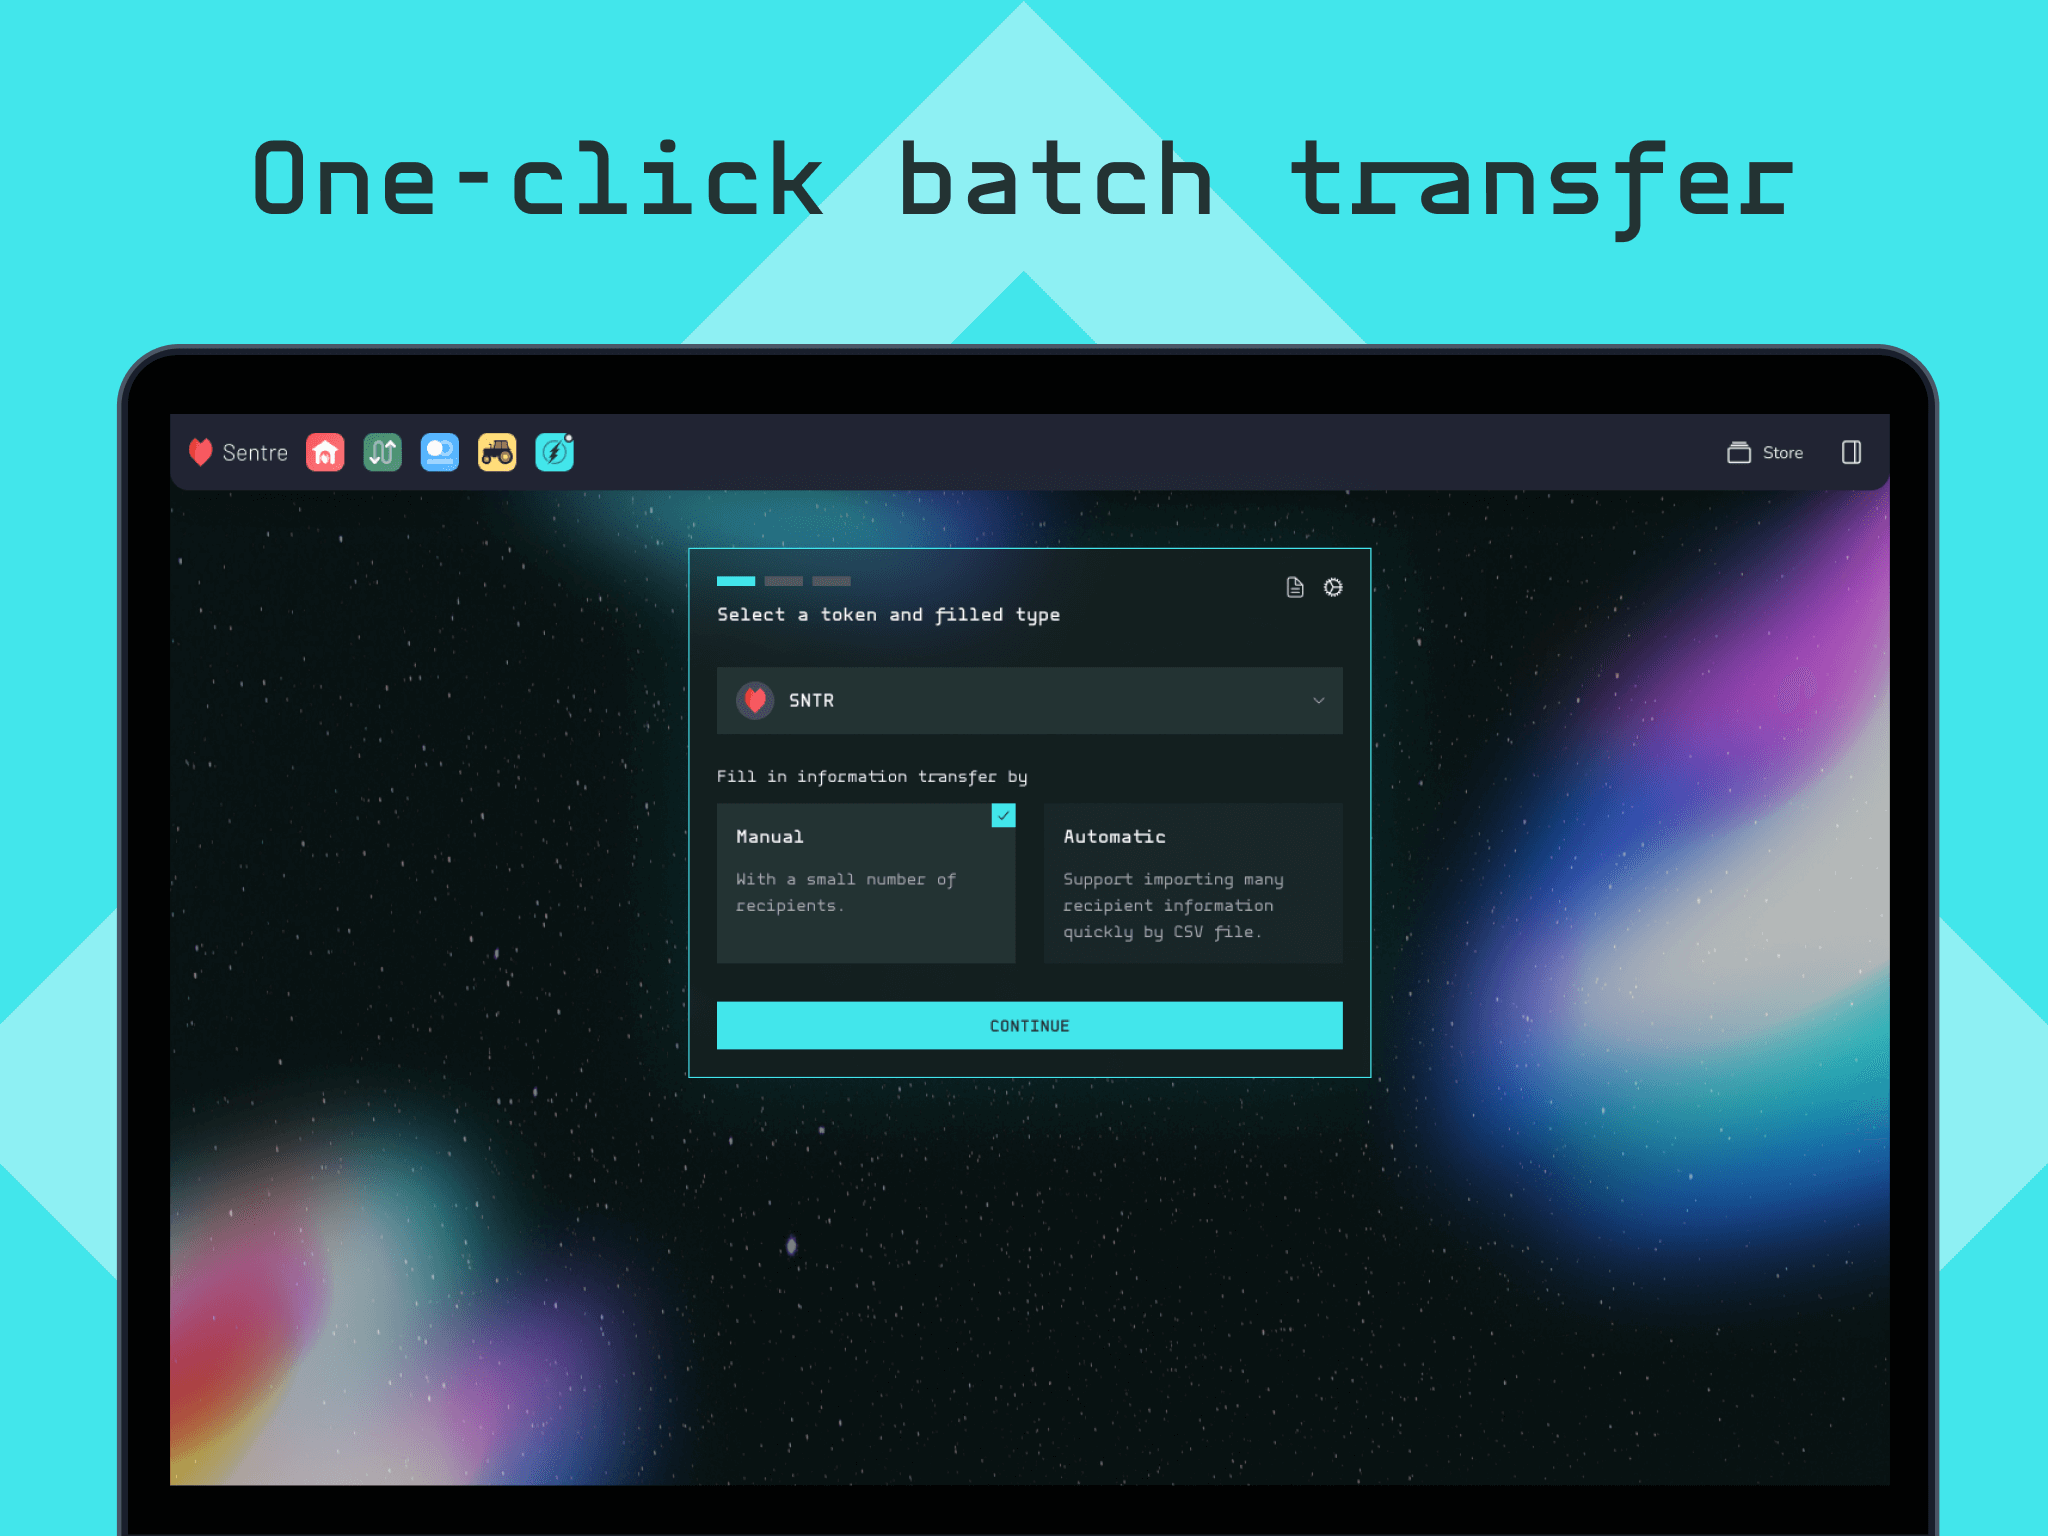 One-click batch transfer
Sentre
Store
Select a token and filled type
SNTR
Fill in information transfer by
Manual
With a small number of
recipients.
Automatic
Support importing many
recipient information
quickly by CSV file.
CONTINUE